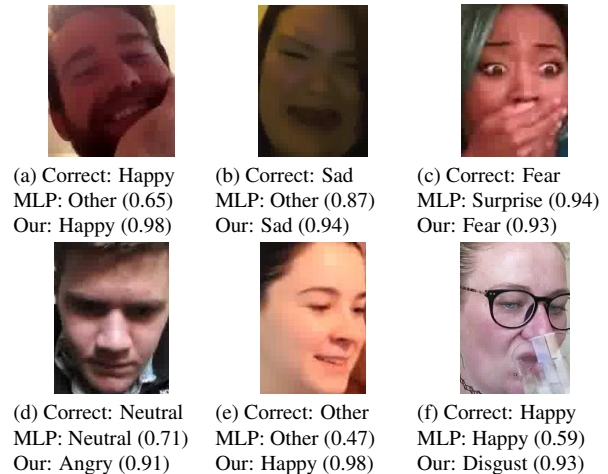 (a) Correct: Happy
MLP: Other (0.65)
Our: Happy (0.98)
(b) Correct: Sad
MLP: Other (0.87)
Our: Sad (0.94)
(c) Correct: Fear
MLP: Surprise (0.94)
Our: Fear (0.93)
(d) Correct: Neutral
MLP: Neutral (0.71)
Our: Angry (0.91)
(e) Correct: Other
MLP: Other (0.47)
Our: Happy (0.98)
(f) Correct: Happy
MLP: Happy (0.59)
Our: Disgust (0.93)